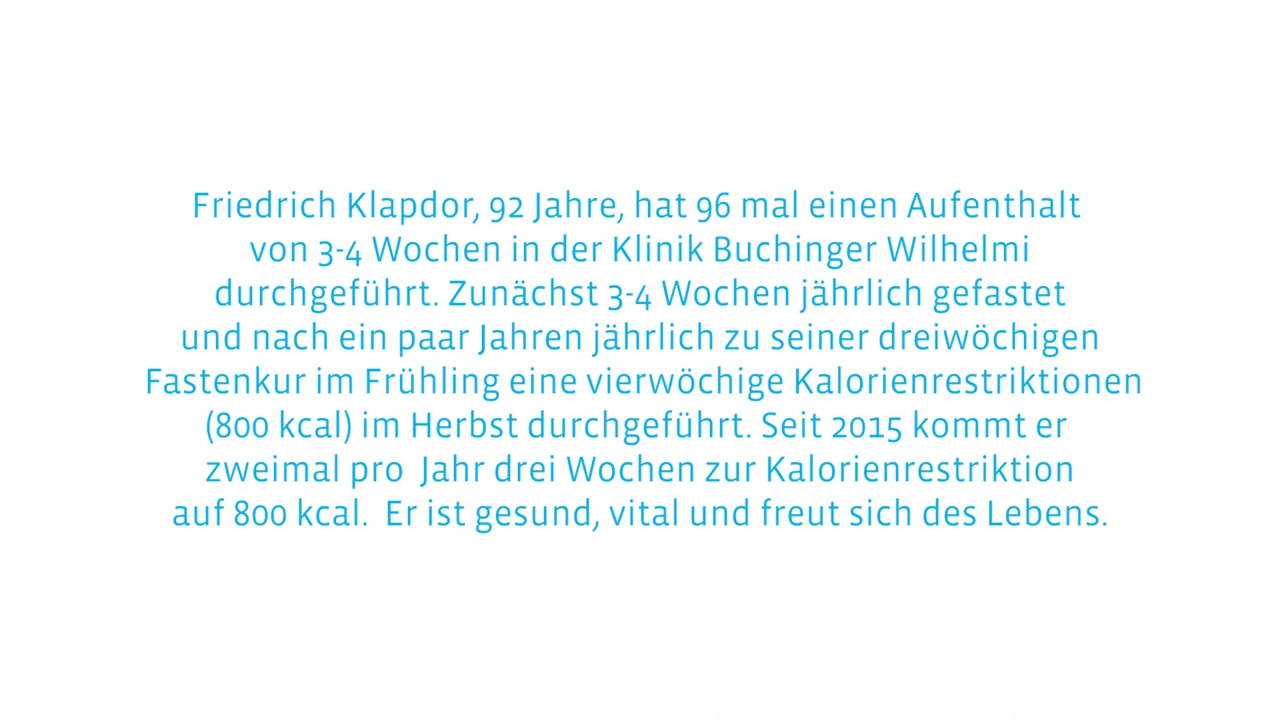 Friedrich Klapdor, 92 Jahre, hat 96 mal einen Aufenthalt
von 3-4 Wochen in der Klinik Buchinger Wilhelmi
durchgeführt. Zunächst 3-4 Wochen jährlich gefastet
und nach ein paar Jahren jährlich zu seiner dreiwöchigen
Fastenkur im Frühling eine vierwöchige Kalorienrestriktionen
(800 kcal) im Herbst durchgeführt. Seit 2015 kommt er
zweimal pro  Jahr drei Wochen zur Kalorienrestriktion
auf 800 kcal.  Er ist gesund, vital und freut sich des Lebens.